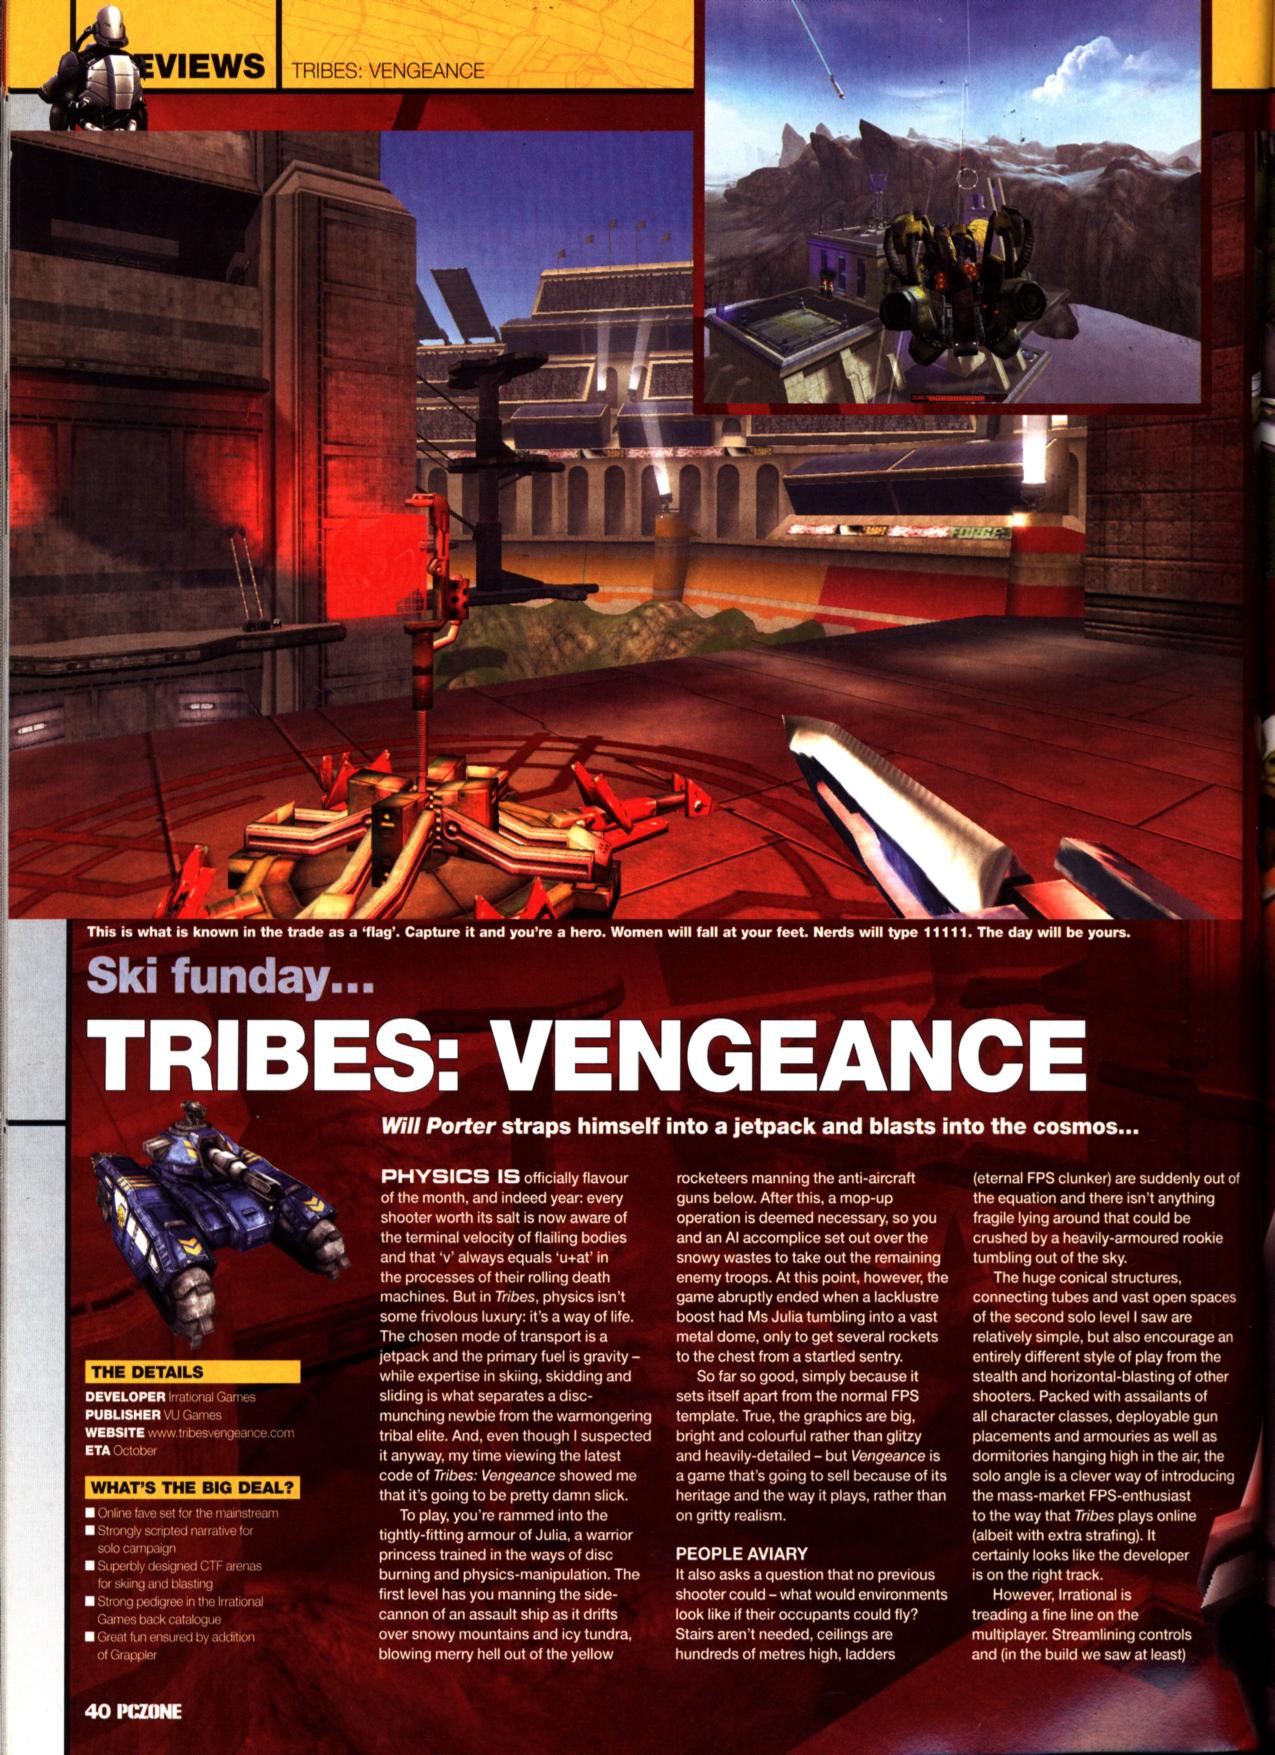 EVIEWS
TRIBES: VENGEANCE
This is what is known in the trade as a 'flag'. Capture it and you're a hero. Women will fall at your feet. Nerds will type 11111. The day will be yours.
Ski funday...
TRIBES: VENGEANCE
Will Porter straps himself into a jetpack and blasts into the cosmos...
THE DETAILS
DEVELOPER Irrational Games
PUBLISHER VU Games
WEBSITE www.tribesvengeance.com
ETA October
WHAT'S THE BIG DEAL?
■ Online fave set for the mainstream
■ Strongly scripted narrative for
solo campaign
■ Superbly designed CTF arenas
for skiing and blasting
■ Strong pedigree in the Irrational
Games back catalogue
■ Great fun ensured by addition
of Grappler
PHYSICS IS officially flavour
of the month, and indeed year: every
shooter worth its salt is now aware of
the terminal velocity of flailing bodies
and that 'v' always equals 'u+at' in
the processes of their rolling death
machines. But in Tribes, physics isn't
some frivolous luxury: it's a way of life.
The chosen mode of transport is a
jetpack and the primary fuel is gravity –
while expertise in skiing, skidding and
sliding is what separates a disc-
munching newbie from the warmongering
tribal elite. And, even though I suspected
it anyway, my time viewing the latest
code of Tribes: Vengeance showed me
that it's going to be pretty damn slick.
To play, you're rammed into the
tightly-fitting armour of Julia, a warrior
princess trained in the ways of disc
burning and physics-manipulation. The
first level has you manning the side-
cannon of an assault ship as it drifts
over snowy mountains and icy tundra,
blowing merry hell out of the yellow
rocketeers manning the anti-aircraft
guns below. After this, a mop-up
operation is deemed necessary, so you
and an AI accomplice set out over the
snowy wastes to take out the remaining
enemy troops. At this point, however, the
game abruptly ended when a lacklustre
boost had Ms Julia tumbling into a vast
metal dome, only to get several rockets
to the chest from a startled sentry.
So far so good, simply because it
sets itself apart from the normal FPS
template. True, the graphics are big,
bright and colourful rather than glitzy
and heavily-detailed – but Vengeance is
a game that's going to sell because of its
heritage and the way it plays, rather than
on gritty realism.
PEOPLE AVIARY
It also asks a question that no previous
shooter could – what would environments
look like if their occupants could fly?
Stairs aren't needed, ceilings are
hundreds of metres high, ladders
(eternal FPS clunker) are suddenly out of
the equation and there isn't anything
fragile lying around that could be
crushed by a heavily-armoured rookie
tumbling out of the sky.
The huge conical structures,
connecting tubes and vast open spaces
of the second solo level I saw are
relatively simple, but also encourage an
entirely different style of play from the
stealth and horizontal-blasting of other
shooters. Packed with assailants of
all character classes, deployable gun
placements and armouries as well as
dormitories hanging high in the air, the
solo angle is a clever way of introducing
the mass-market FPS-enthusiast
to the way that Tribes plays online
(albeit with extra strafing). It
certainly looks like the developer
is on the right track.
However, Irrational is
treading a fine line on the
multiplayer. Streamlining controls
and (in the build we saw at least)
40 PCZONE